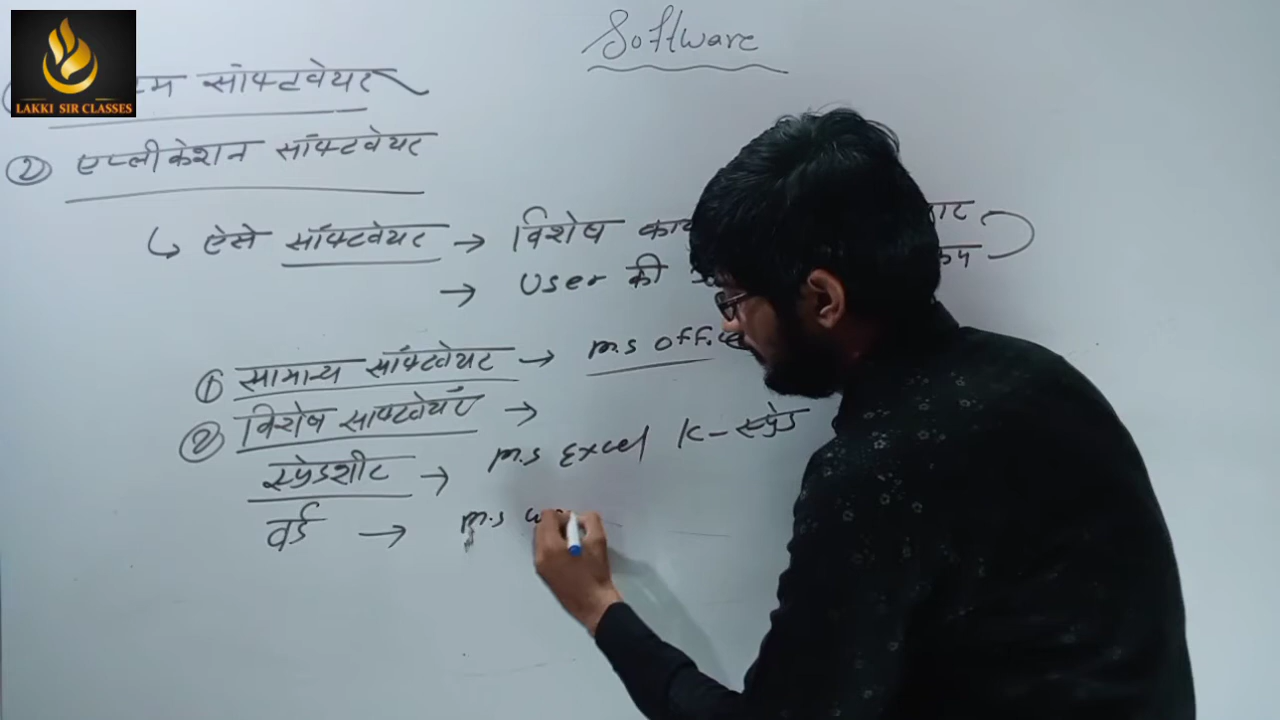 Software
LAKKI SIR CLASSES
सॉफ्टवेयर
② एप्लीकेशन सॉफ्टवेयर
↳ ऐसे सॉफ्टवेयर → विशेष
→ User की
① सामान्य सॉफ्टवेयर → M.S office
② विशेष सॉफ्टवेयर →
स्प्रेडशीट → M.S Excel K-स्प्रेड
वर्ड → M.S